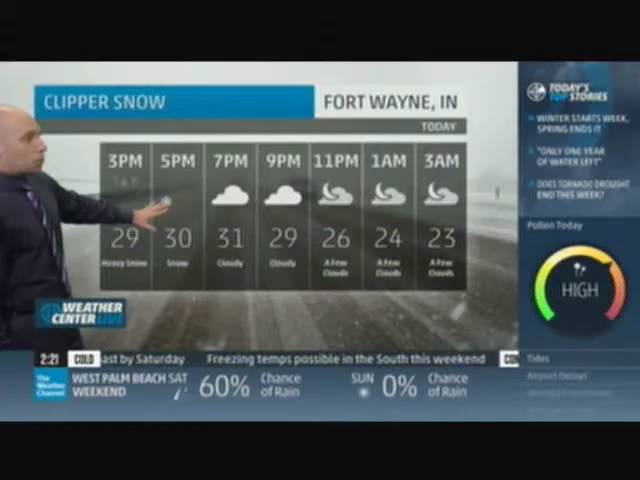 CLIPPER SNOW
FORT WAYNE, IN
TODAY
3PM 5PM 7PM 9PM 11PM 1AM 3AM
29 30 31 29 26 24 23
Heavy Snow Snow Cloudy Cloudy A Few Clouds A Few Clouds A Few Clouds
WEATHER
CENTER LIVE
TODAY'S
TOP STORIES
WINTER STARTS WEEK,
SPRING ENDS IT
"ONLY ONE YEAR
OF WATER LEFT"
DOES TORNADO DROUGHT
END THIS WEEK?
Pollen Today
HIGH
Tides
Airport Delays
2:21 COLD ast by Saturday Freezing temps possible in the South this weekend CON
The
Weather
Channel
WEST PALM BEACH
WEEKEND
SAT 60% Chance of Rain
SUN 0% Chance of Rain